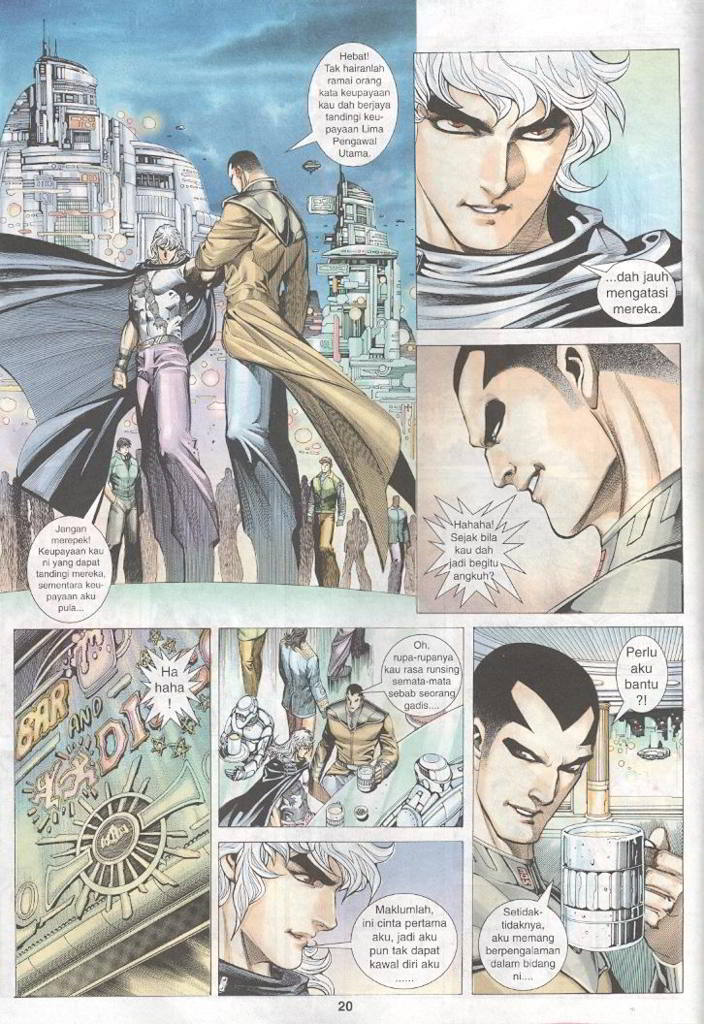 Hebat!
Tak hairanlah
ramai orang
kata keupayaan
kau dah berjaya
tandingi keu-
payaan Lima
Pengawal
Utama.
Jangan
merepek!
Keupayaan kau
ni yang dapat
tandingi mereka,
sementara keu-
payaan aku
pula...
...dah jauh
mengatasi
mereka.
Hahaha!
Sejak bila
kau dah
jadi begitu
angkuh?
BAR
AND
Ha
haha
!
Oh,
rupa-rupanya
kau rasa runsing
semata-mata
sebab seorang
gadis....
Maklumlah,
ini cinta pertama
aku, jadi aku
pun tak dapat
kawal diri aku
......
Perlu
aku
bantu
?!
Setidak-
tidaknya,
aku memang
berpengalaman
dalam bidang
ni....
20